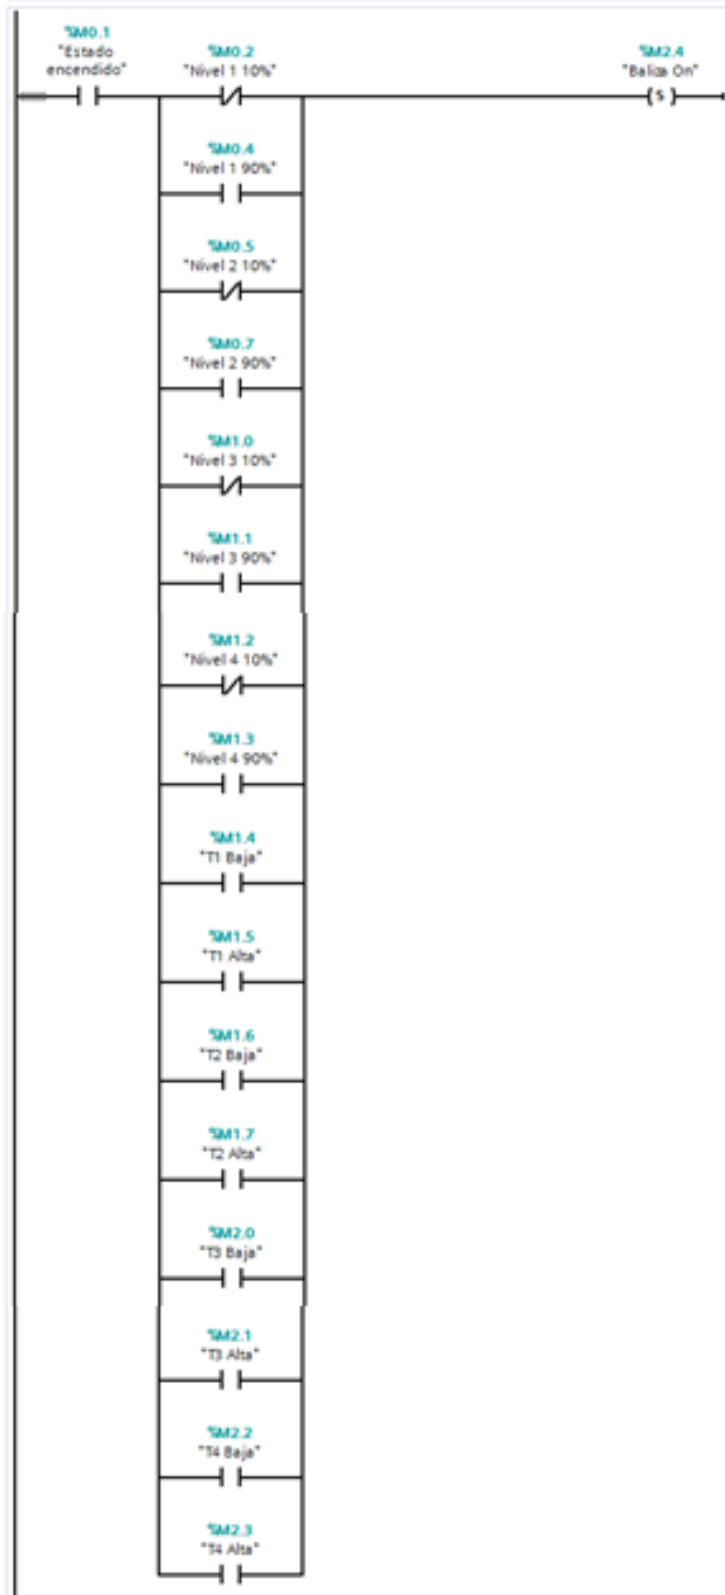 %M0.1
"Estado
encendido"
%M0.2
"Nivel 1 10%"
%M2.4
"Baliza On"
S
%M0.4
"Nivel 1 90%"
%M0.5
"Nivel 2 10%"
%M0.7
"Nivel 2 90%"
%M1.0
"Nivel 3 10%"
%M1.1
"Nivel 3 90%"
%M1.2
"Nivel 4 10%"
%M1.3
"Nivel 4 90%"
%M1.4
"T1 Baja"
%M1.5
"T1 Alta"
%M1.6
"T2 Baja"
%M1.7
"T2 Alta"
%M2.0
"T3 Baja"
%M2.1
"T3 Alta"
%M2.2
"T4 Baja"
%M2.3
"T4 Alta"